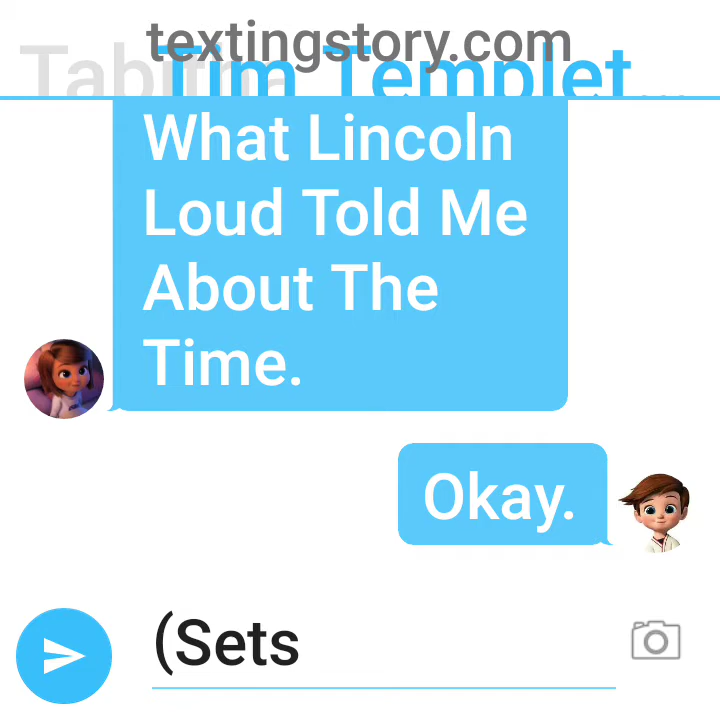 textingstory.com
Tim Templet...
What Lincoln
Loud Told Me
About The
Time.
Okay.
(Sets